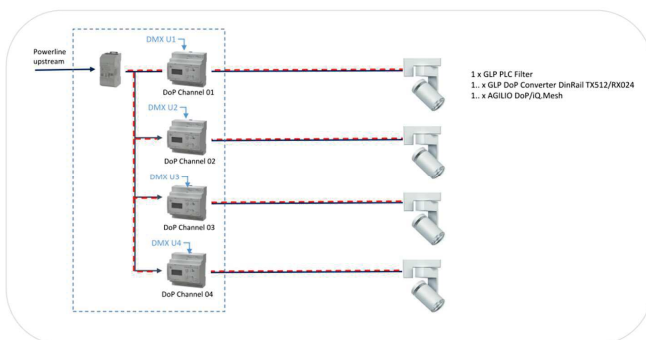 Powerline
upstream
DMX U1
DoP Channel 01
DMX U2
DoP Channel 02
DMX U3
DoP Channel 03
DMX U4
DoP Channel 04
1 x GLP PLC Filter
1.. x GLP DoP Converter DinRail TX512/RX024
1.. x AGILIO DoP/iQ.Mesh